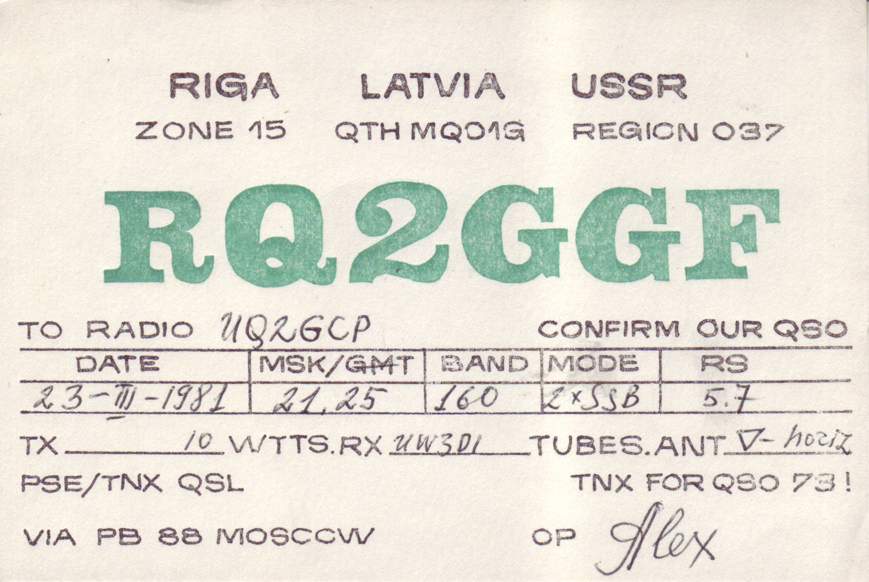 RIGA LATVIA USSR
ZONE 15 QTH MQ01G REGION 037
RQ2GGF
TO RADIO UQ2GCP CONFIRM OUR QSO
DATE MSK/GMT BAND MODE RS
23-III-1981 21.25 160 2×SSB 5.7
TX 10 WTTS.RX UW3DI TUBES.ANT ∇-horiz
PSE/TNX QSL TNX FOR QSO 73!
VIA PB 88 MOSCOW OP Alex